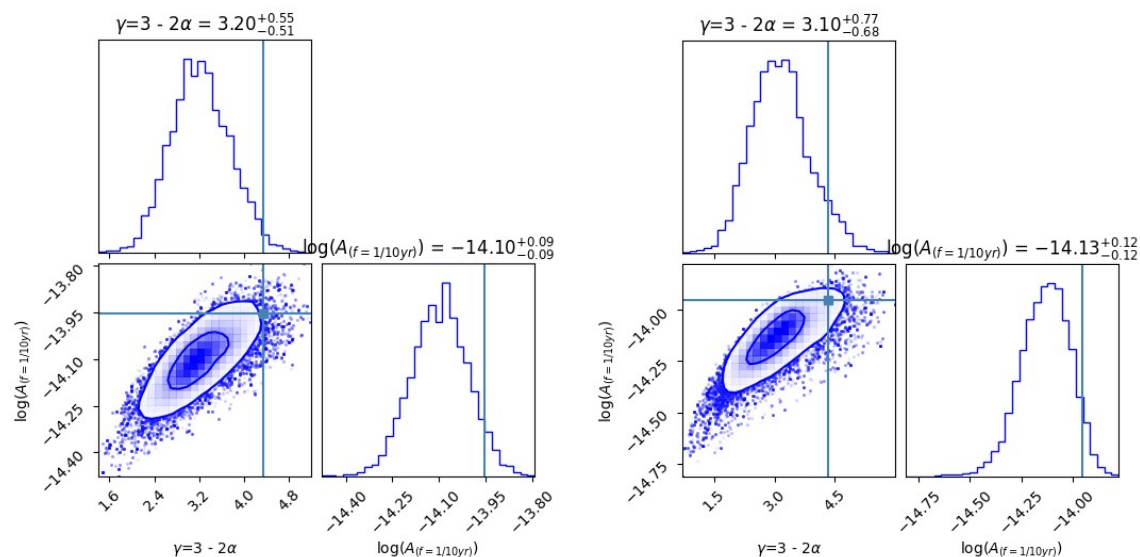 γ=3 - 2α = 3.20+0.55−0.51
γ=3 - 2α = 3.10+0.77−0.68
log(A(f=1/10yr)) = −14.10+0.09−0.09
log(A(f=1/10yr)) = −14.13+0.12−0.12
log(A(f=1/10yr))
−13.80
−13.95
−14.10
−14.25
−14.40
log(A(f=1/10yr))
−14.00
−14.25
−14.50
−14.75
1.6 2.4 3.2 4.0 4.8
−14.40 −14.25 −14.10 −13.95 −13.80
1.5 3.0 4.5
−14.75 −14.50 −14.25 −14.00
γ=3 - 2α
log(A(f=1/10yr))
γ=3 - 2α
log(A(f=1/10yr))